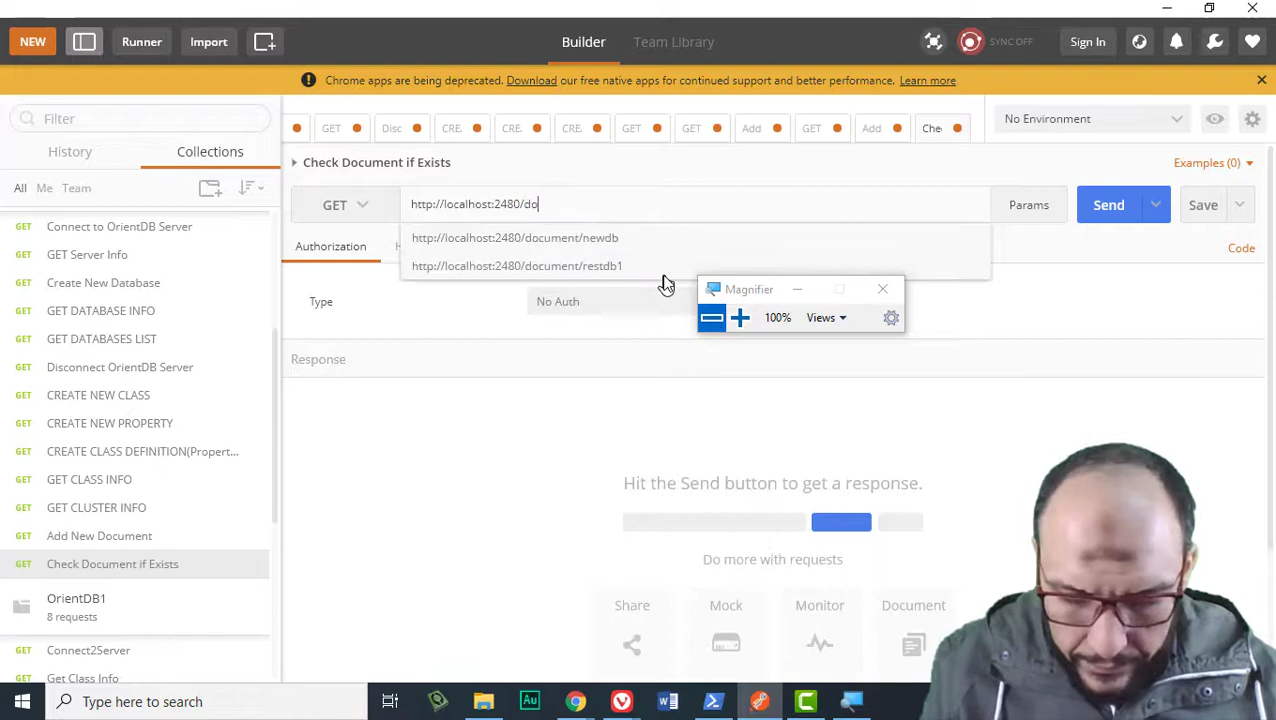 NEW
Runner
Import
Builder
Team Library
SYNC OFF
Sign In
Chrome apps are being deprecated. Download our free native apps for continued support and better performance. Learn more
Filter
GET
Disc
CRE.
CRE.
CRE.
GET
GET
Add
GET
Add
Che
No Environment
History
Collections
Check Document if Exists
Examples (0)
All Me Team
GET
http://localhost:2480/do
Params
Send
Save
GET Connect to OrientDB Server
http://localhost:2480/document/newdb
Authorization
Code
GET GET Server Info
http://localhost:2480/document/restdb1
GET Create New Database
Magnifier
Type
No Auth
GET GET DATABASE INFO
100%
Views
GET GET DATABASES LIST
Response
GET Disconnect OrientDB Server
GET CREATE NEW CLASS
GET CREATE NEW PROPERTY
GET CREATE CLASS DEFINITION(Propert...
GET GET CLASS INFO
Hit the Send button to get a response.
GET GET CLUSTER INFO
GET Add New Document
Do more with requests
GET Check Document if Exists
OrientDB1
8 requests
Share
Mock
Monitor
Document
GET Connect2Server
GET Get Class Info
Type here to search
Au